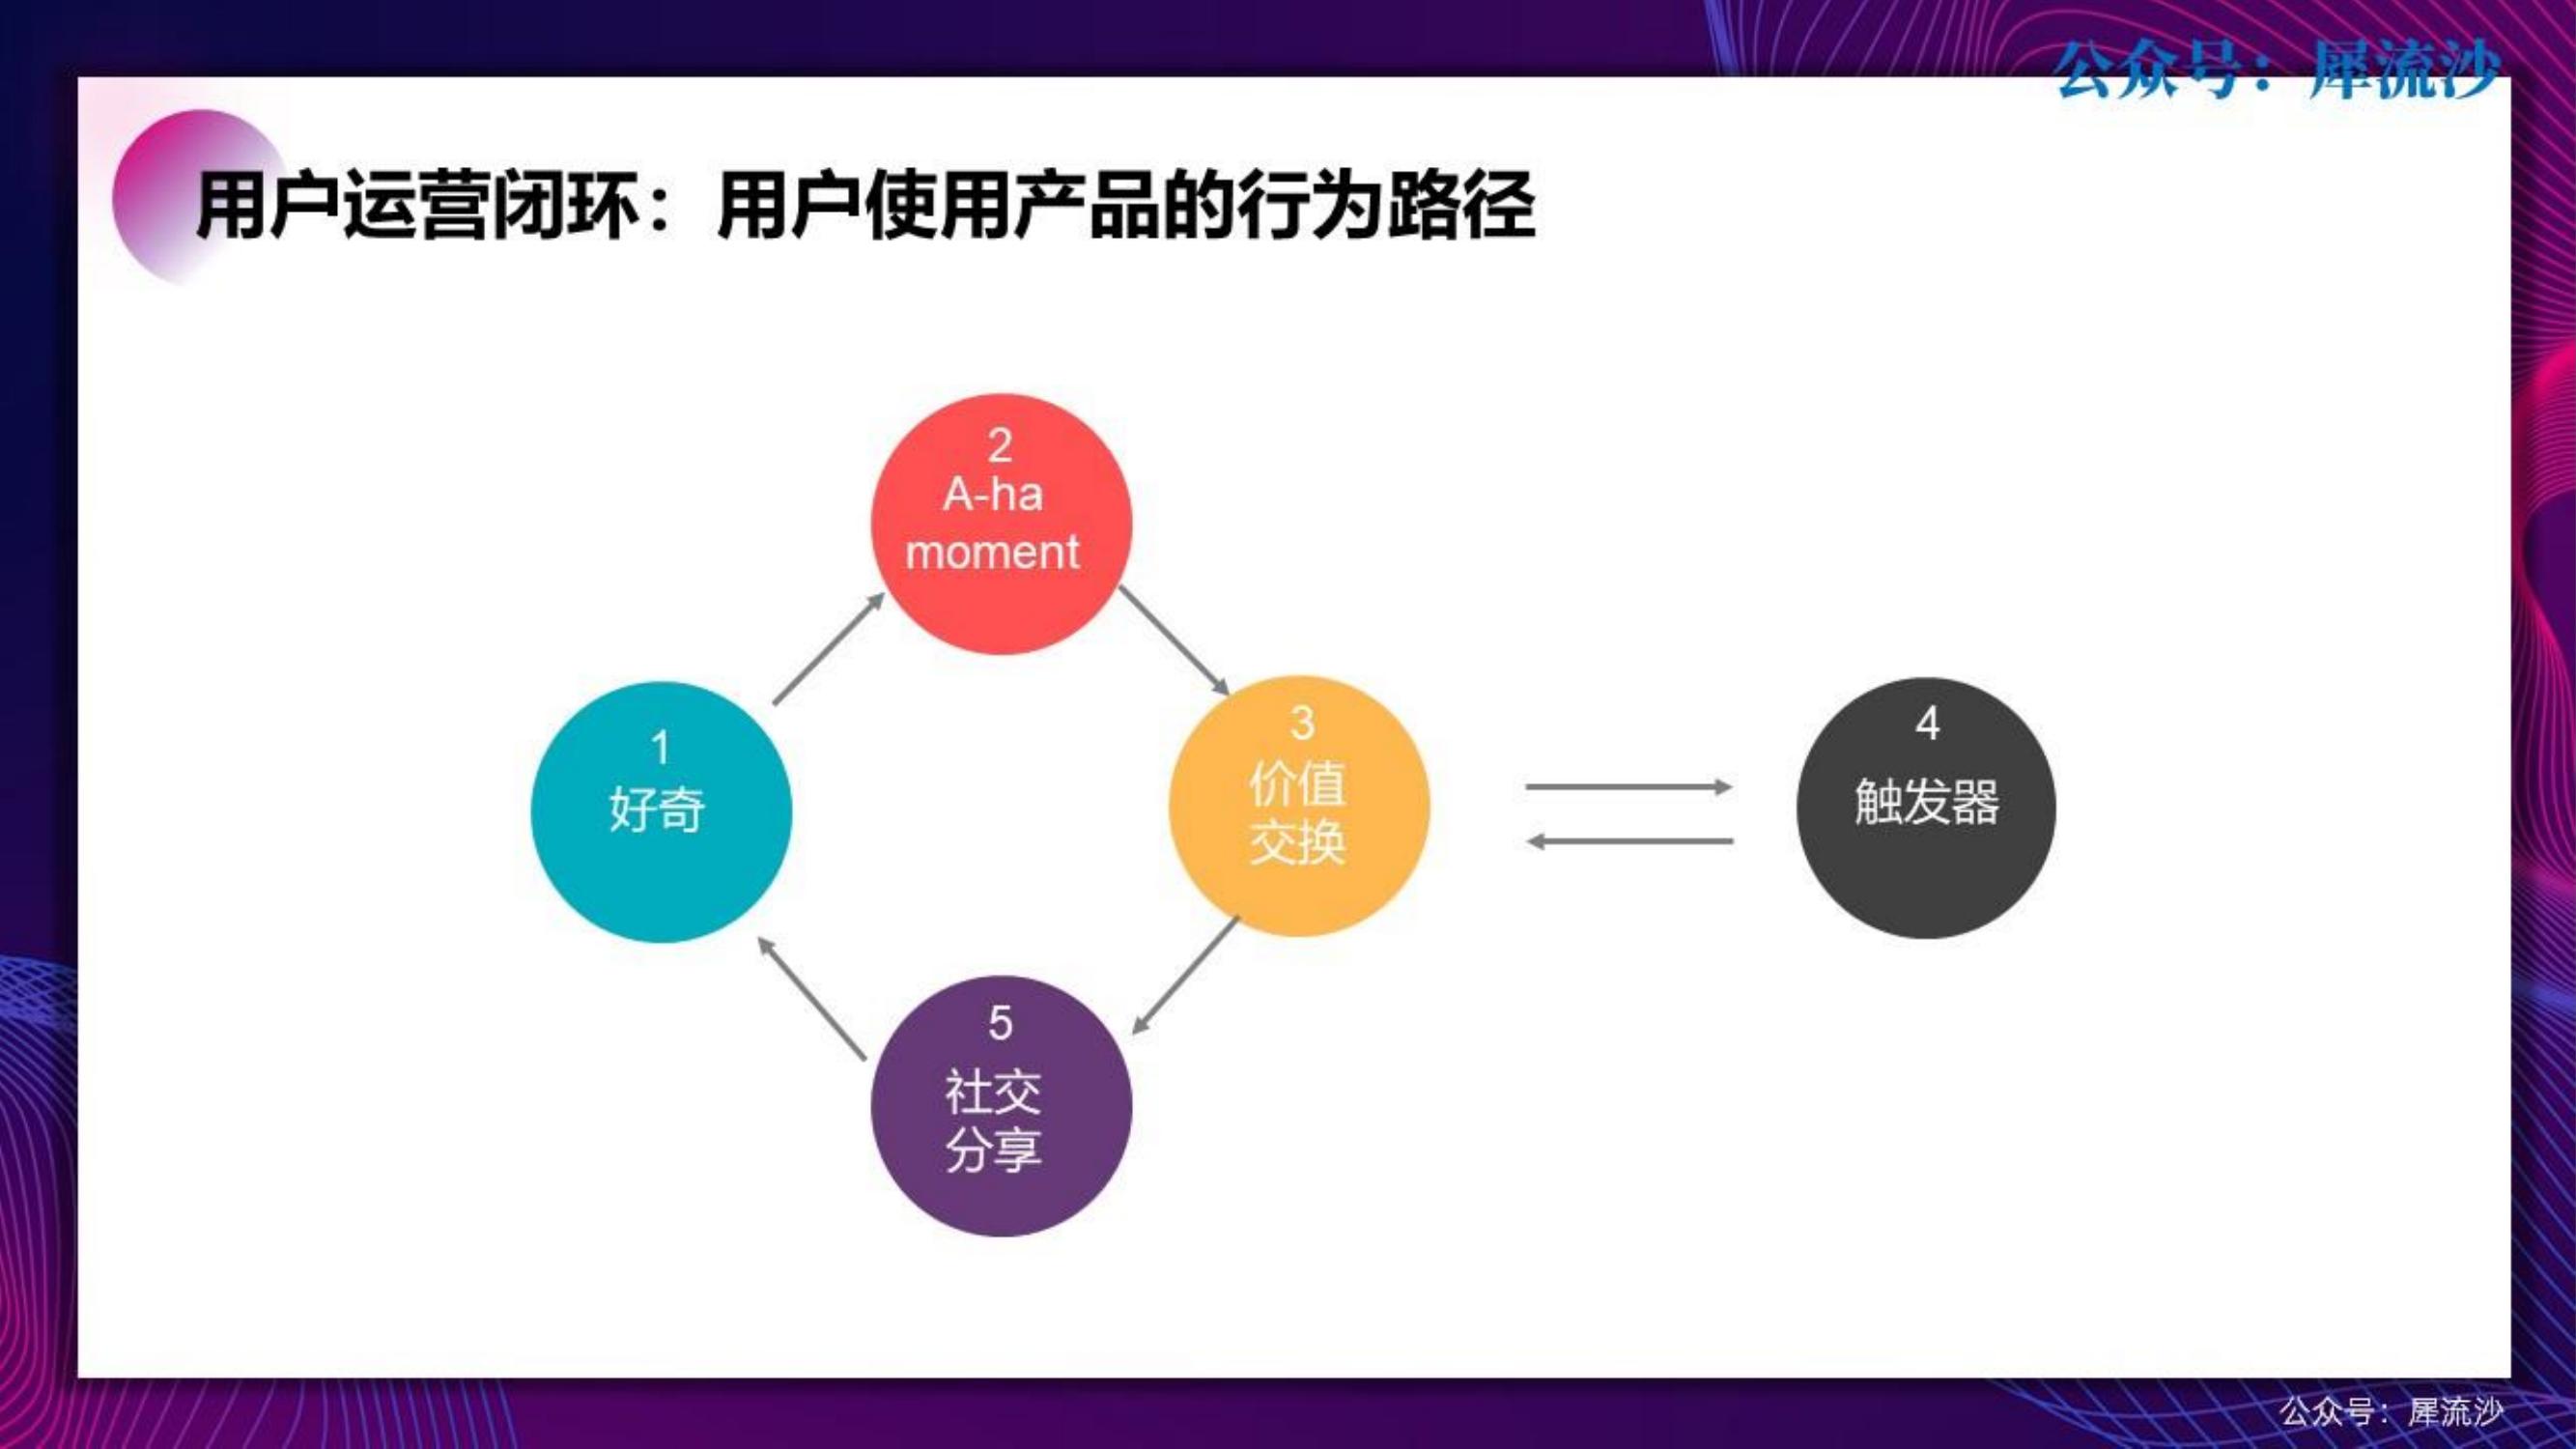 公众号：犀流沙
用户运营闭环：用户使用产品的行为路径
2
A-ha
moment
1
好奇
3
价值
交换
4
触发器
5
社交
分享
公众号：犀流沙